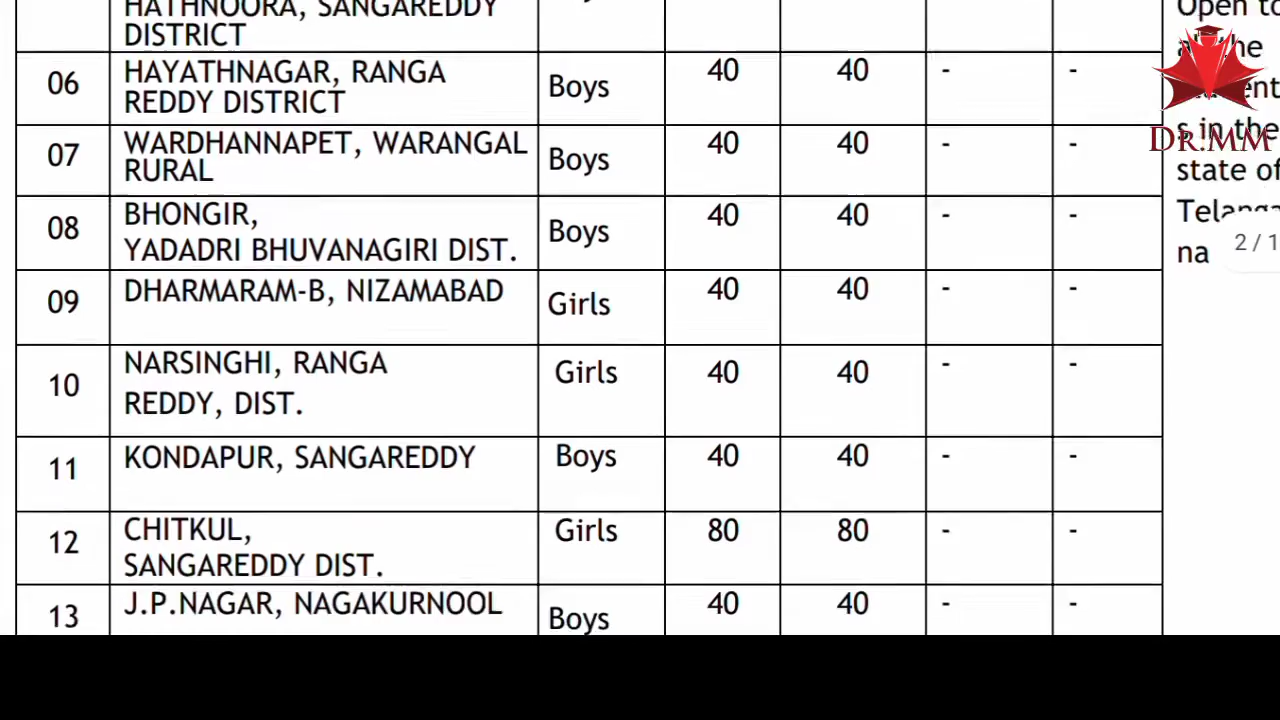 HATHNOORA, SANGAREDDY
DISTRICT
06 HAYATHNAGAR, RANGA REDDY DISTRICT Boys 40 40 - -
07 WARDHANNAPET, WARANGAL RURAL Boys 40 40 - -
08 BHONGIR, YADADRI BHUVANAGIRI DIST. Boys 40 40 - -
09 DHARMARAM-B, NIZAMABAD Girls 40 40 - -
10 NARSINGHI, RANGA REDDY, DIST. Girls 40 40 - -
11 KONDAPUR, SANGAREDDY Boys 40 40 - -
12 CHITKUL, SANGAREDDY DIST. Girls 80 80 - -
13 J.P.NAGAR, NAGAKURNOOL Boys 40 40 - -
Open to
the
s in the
state of
na
DR.MM
2 / 1